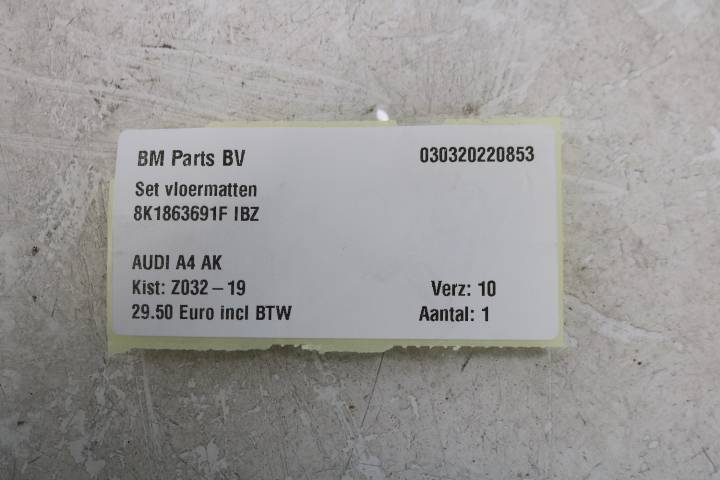 BM Parts BV 030320220853
Set vloermatten
8K1863691F IBZ
AUDI A4 AK
Kist: Z032-19 Verz: 10
29.50 Euro incl BTW Aantal: 1